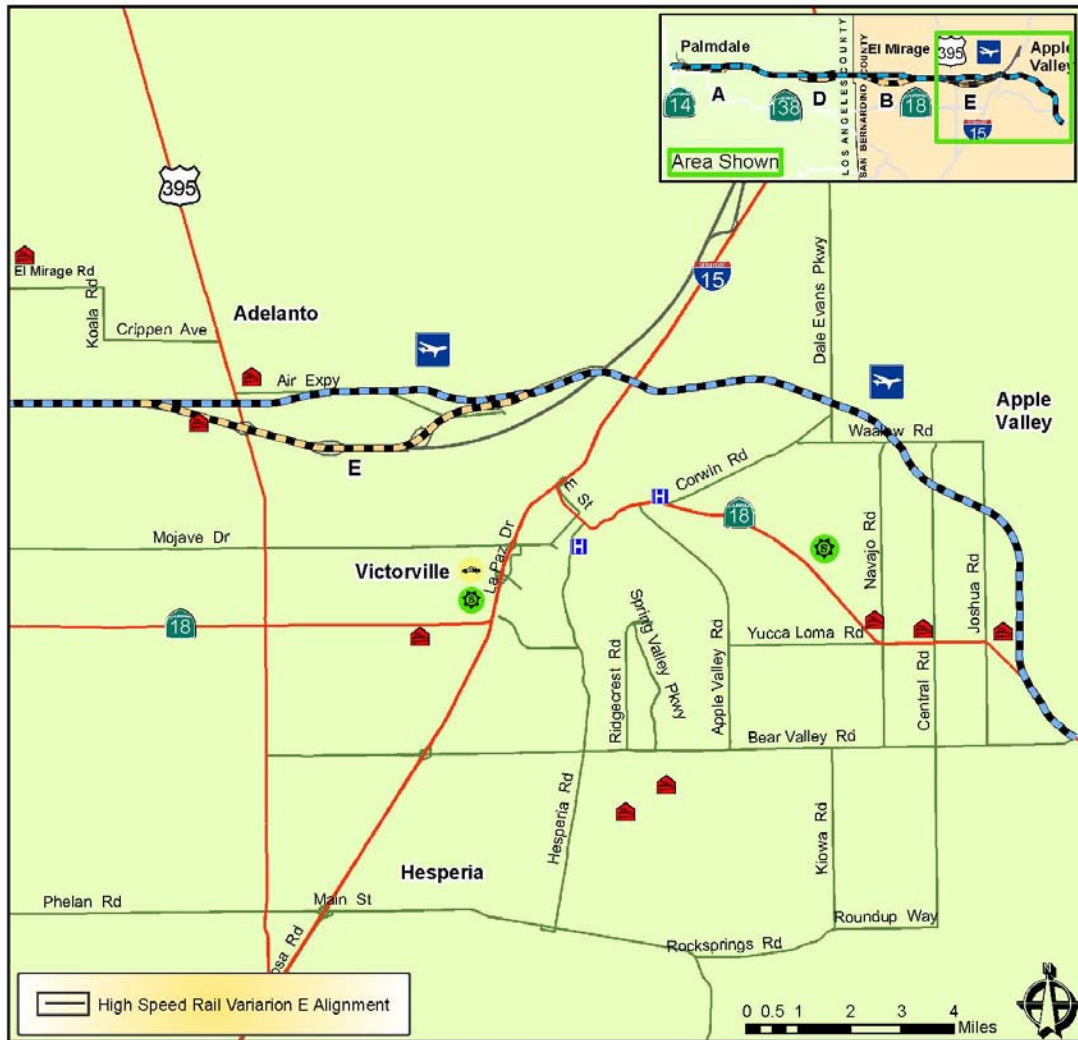 Palmdale
El Mirage
395
Apple
Valley
14
A
138
D
LOS ANGELES COUNTY
SAN BERNARDINO COUNTY
B
18
E
15
Area Shown
395
15
El Mirage Rd
Koala Rd
Crippen Ave
Adelanto
Dale Evans Pkwy
Air Expy
Apple
Valley
E
Waalew Rd
Corwin Rd
E St
H
18
Mojave Dr
H
La Paz Dr
Navajo Rd
S
Victorville
S
Joshua Rd
18
Spring Valley Pkwy
Yucca Loma Rd
Ridgecrest Rd
Apple Valley Rd
Central Rd
Bear Valley Rd
Hesperia Rd
Kiowa Rd
Hesperia
Phelan Rd
Main St
Roundup Way
osa Rd
Rocksprings Rd
High Speed Rail Variarion E Alignment
N
0 0.5 1 2 3 4
Miles